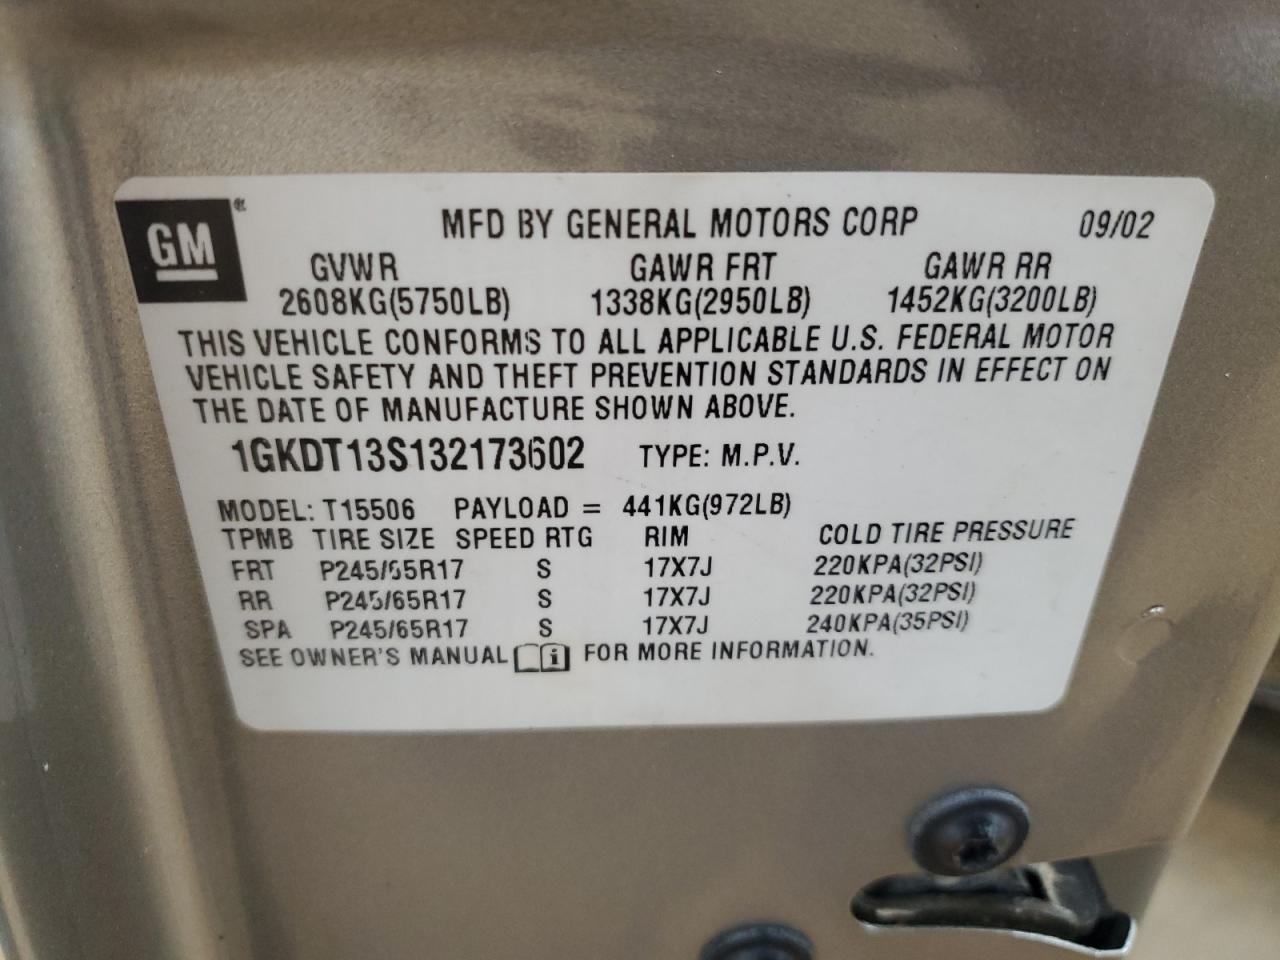 GM ®
MFD BY GENERAL MOTORS CORP 09/02
GVWR GAWR FRT GAWR RR
2608KG(5750LB) 1338KG(2950LB) 1452KG(3200LB)
THIS VEHICLE CONFORMS TO ALL APPLICABLE U.S. FEDERAL MOTOR
VEHICLE SAFETY AND THEFT PREVENTION STANDARDS IN EFFECT ON
THE DATE OF MANUFACTURE SHOWN ABOVE.
1GKDT13S132173602 TYPE: M.P.V.
MODEL: T15506 PAYLOAD = 441KG(972LB)
TPMB TIRE SIZE SPEED RTG RIM COLD TIRE PRESSURE
FRT P245/65R17 S 17X7J 220KPA(32PSI)
RR P245/65R17 S 17X7J 220KPA(32PSI)
SPA P245/65R17 S 17X7J 240KPA(35PSI)
SEE OWNER'S MANUAL i FOR MORE INFORMATION.